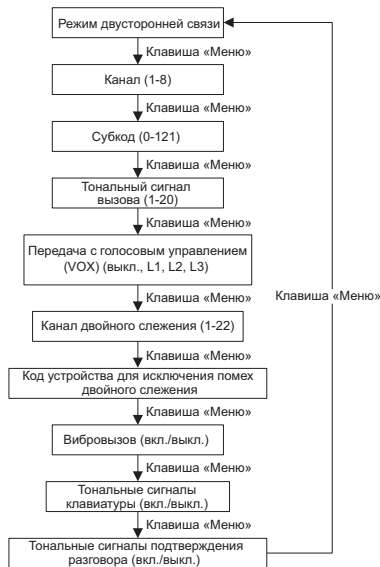 Режим двусторонней связи
Клавиша «Меню»
Канал (1-8)
Клавиша «Меню»
Субкод (0-121)
Клавиша «Меню»
Тональный сигнал
вызова (1-20)
Клавиша «Меню»
Передача с голосовым управлением
(VOX) (выкл., L1, L2, L3)
Клавиша «Меню»
Клавиша «Меню»
Канал двойного слежения (1-22)
Клавиша «Меню»
Код устройства для исключения помех
двойного слежения
Клавиша «Меню»
Вибровызов (вкл./выкл.)
Клавиша «Меню»
Тональные сигналы
клавиатуры (вкл./выкл.)
Клавиша «Меню»
Тональные сигналы подтверждения
разговора (вкл./выкл.)